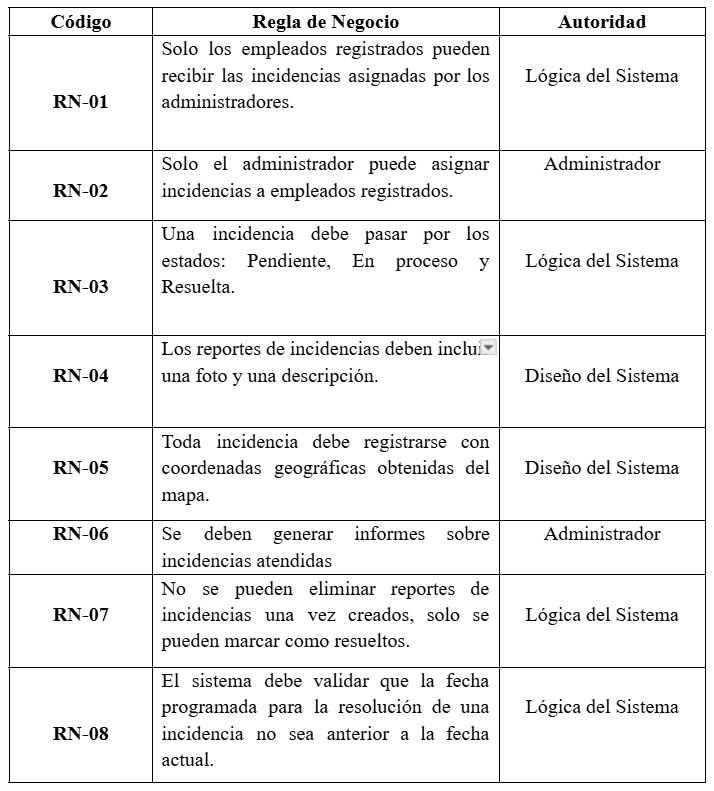 Código Regla de Negocio Autoridad
Solo los empleados registrados pueden
recibir las incidencias asignadas por los
administradores.
RN-01
Lógica del Sistema
Solo el administrador puede asignar
incidencias a empleados registrados.
RN-02
Administrador
Una incidencia debe pasar por los
estados: Pendiente, En proceso y
Resuelta.
RN-03
Lógica del Sistema
Los reportes de incidencias deben
una foto y una descripción.
RN-04
Diseño del Sistema
Toda incidencia debe registrarse con
coordenadas geográficas obtenidas del
mapa.
RN-05
Diseño del Sistema
RN-06
Se deben generar informes sobre
incidencias atendidas
Administrador
No se pueden eliminar reportes de
incidencias una vez creados, solo se
pueden marcar como resueltos.
RN-07
Lógica del Sistema
El sistema debe validar que la fecha
programada para la resolución de una
incidencia no sea anterior a la fecha
actual.
RN-08
Lógica del Sistema